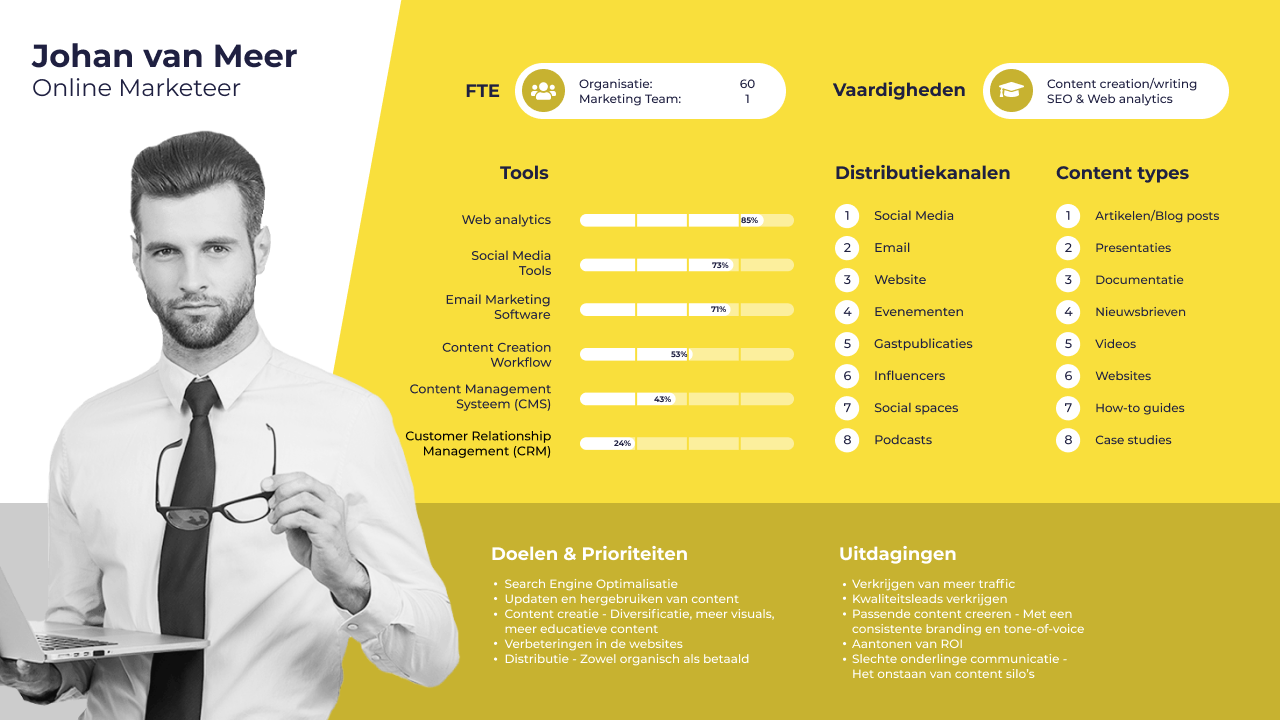 Johan van Meer
Online Marketeer
FTE
Organisatie: 60
Marketing Team: 1
Vaardigheden
Content creation/writing
SEO & Web analytics
Tools
Web analytics 85%
Social Media
Tools
73%
Email Marketing
Software
71%
Content Creation
Workflow
53%
Content Management
Systeem (CMS)
43%
Customer Relationship
Management (CRM)
24%
Distributiekanalen
1 Social Media
2 Email
3 Website
4 Evenementen
5 Gastpublicaties
6 Influencers
7 Social spaces
8 Podcasts
Content types
1 Artikelen/Blog posts
2 Presentaties
3 Documentatie
4 Nieuwsbrieven
5 Videos
6 Websites
7 How-to guides
8 Case studies
Doelen & Prioriteiten
• Search Engine Optimalisatie
• Updaten en hergebruiken van content
• Content creatie - Diversificatie, meer visuals,
meer educatieve content
• Verbeteringen in de websites
• Distributie - Zowel organisch als betaald
Uitdagingen
• Verkrijgen van meer traffic
• Kwaliteitsleads verkrijgen
• Passende content creeren - Met een
consistente branding en tone-of-voice
• Aantonen van ROI
• Slechte onderlinge communicatie -
Het onstaan van content silo's